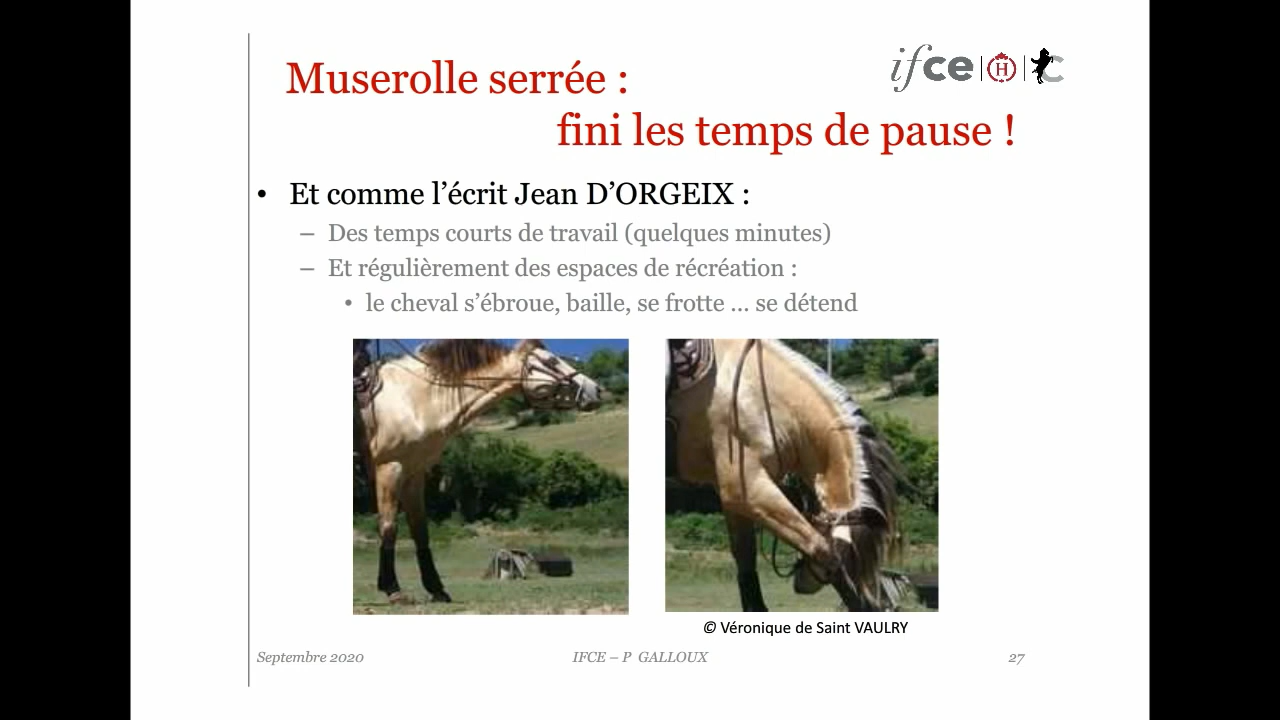 Muserolle serrée :
fini les temps de pause !
ifce | H | C
• Et comme l’écrit Jean D’ORGEIX :
– Des temps courts de travail (quelques minutes)
– Et régulièrement des espaces de récréation :
• le cheval s’ébroue, baille, se frotte ... se détend
© Véronique de Saint VAULRY
Septembre 2020 IFCE – P GALLOUX 27